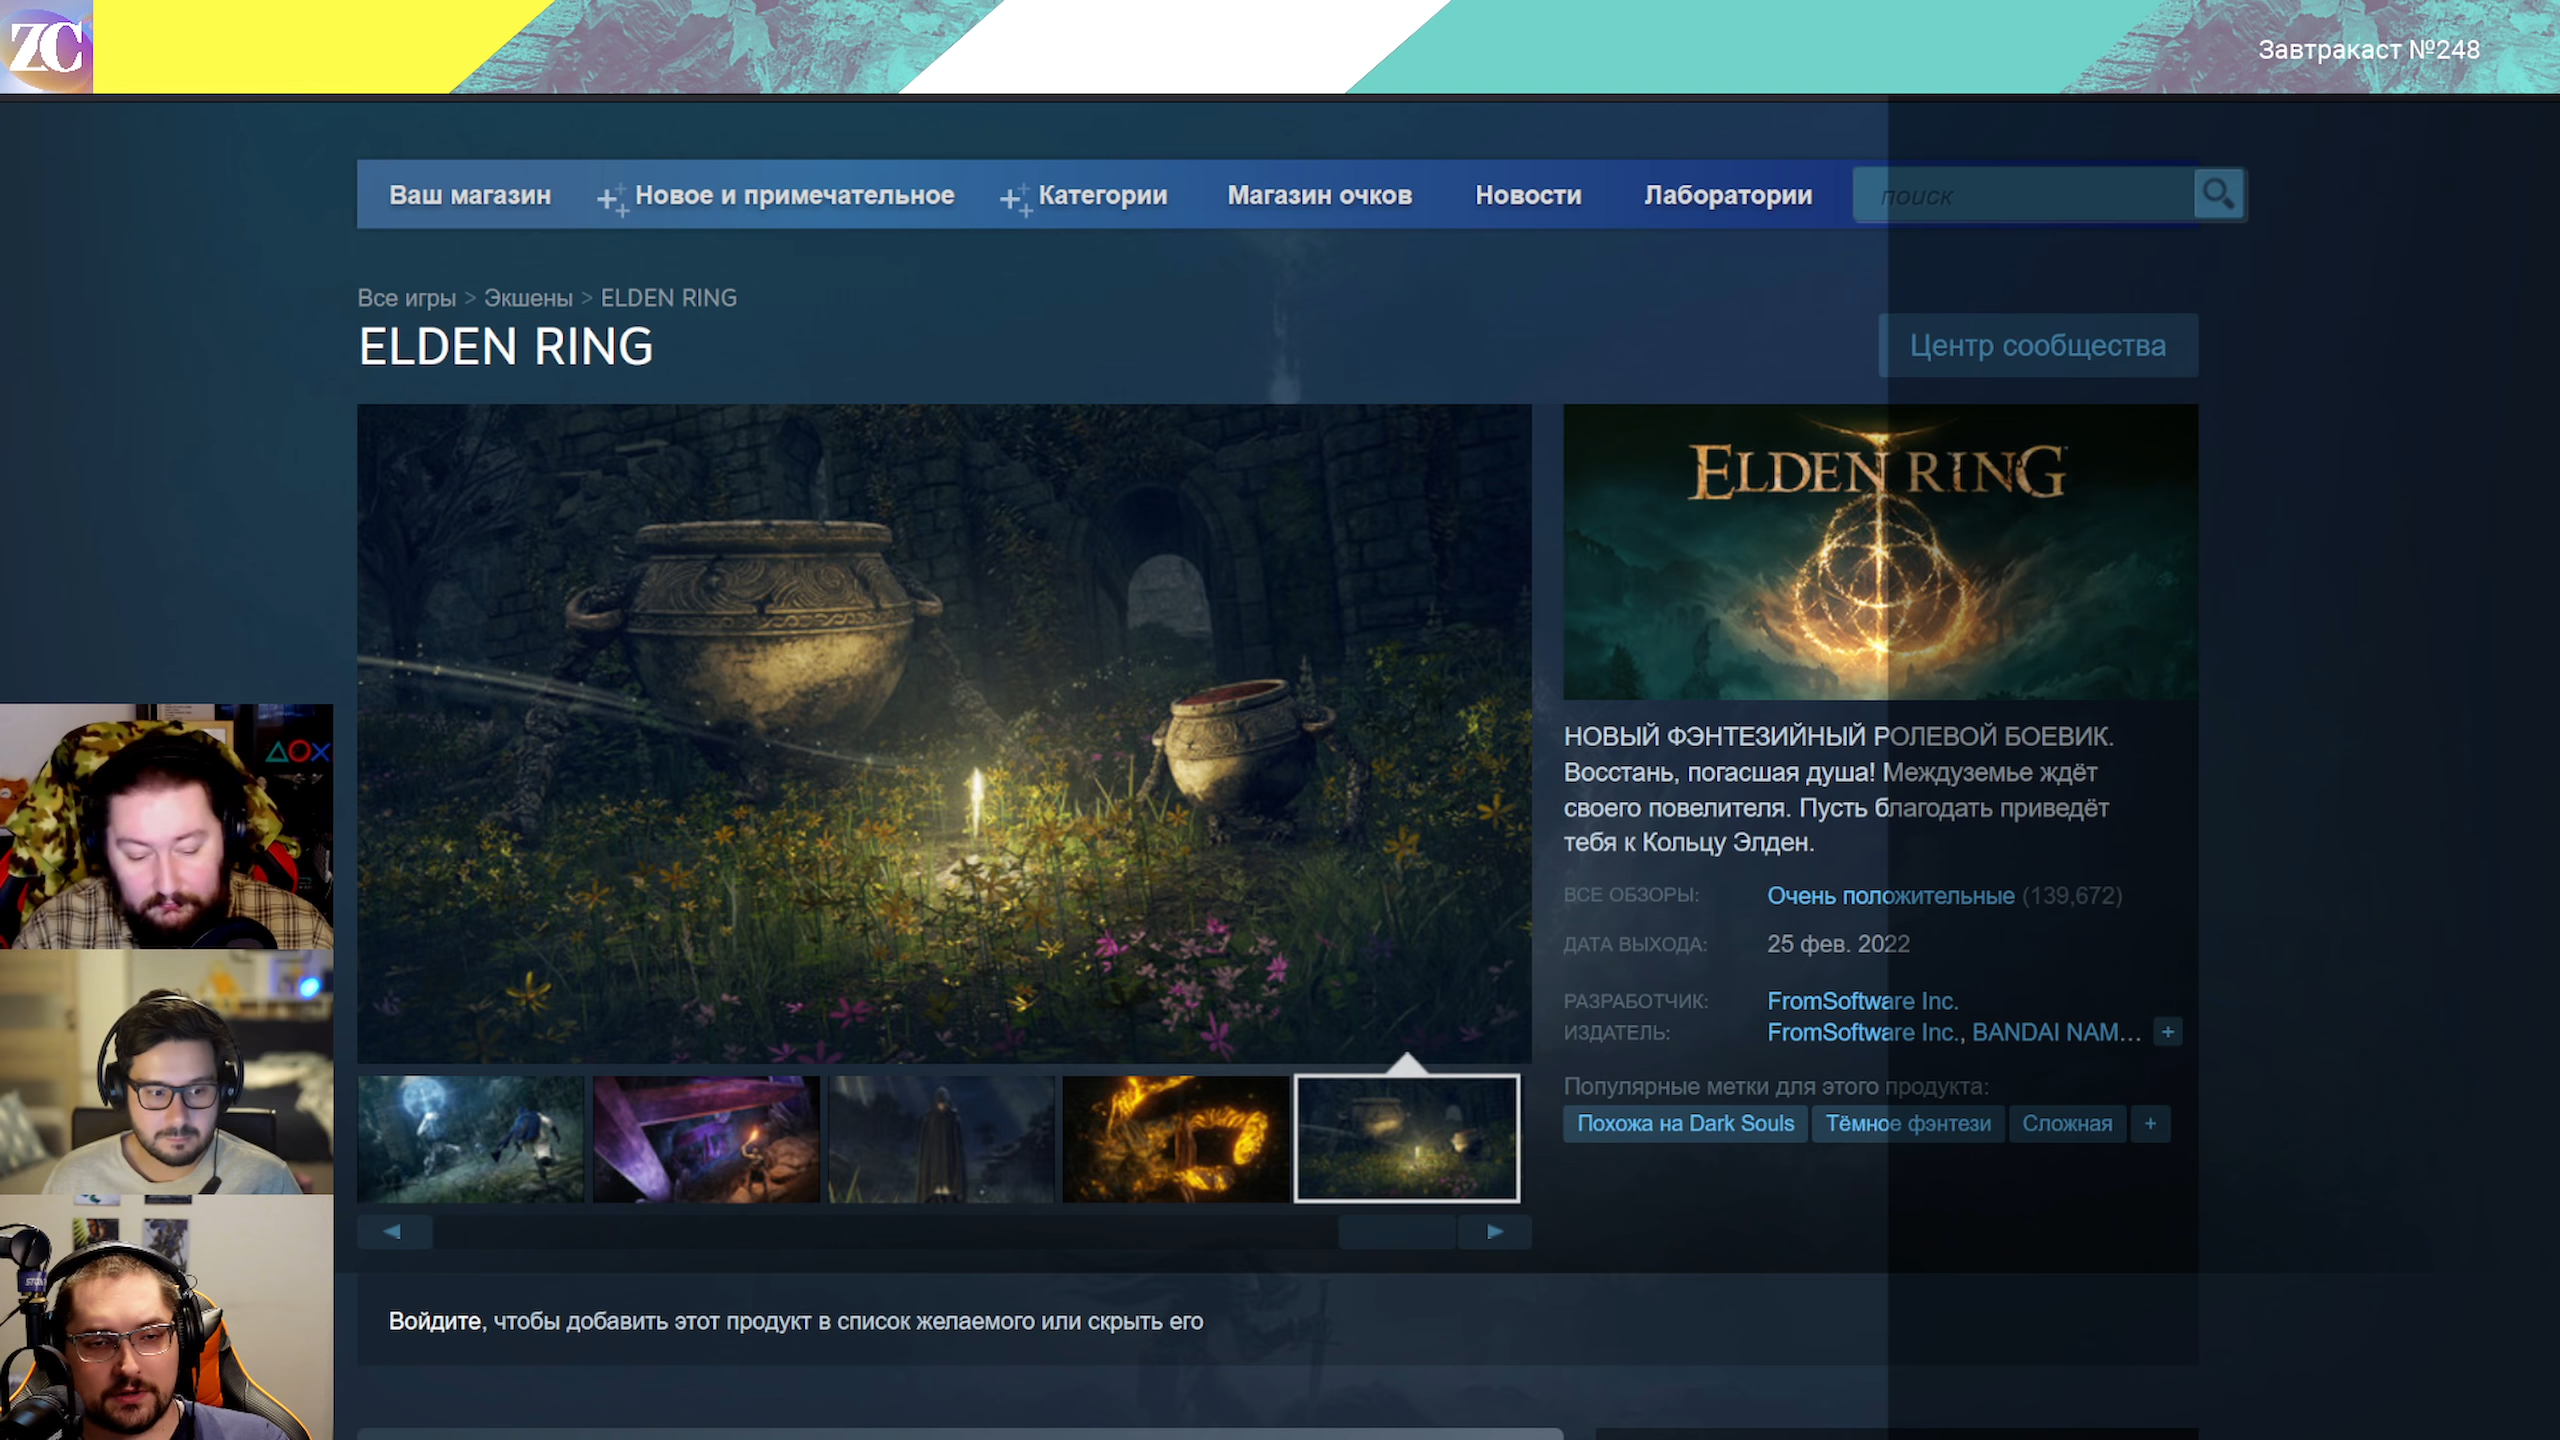 ZC
Завтракаст №248
Ваш магазин
Новое и примечательное
Категории
Магазин очков
Новости
Лаборатории
поиск
Все игры > Экшены > ELDEN RING
ELDEN RING
Центр сообщества
ELDEN RING
НОВЫЙ ФЭНТЕЗИЙНЫЙ РОЛЕВОЙ БОЕВИК.
Восстань, погасшая душа! Междуземье ждёт
своего повелителя. Пусть благодать приведёт
тебя к Кольцу Элден.
ВСЕ ОБЗОРЫ: Очень положительные (139,672)
ДАТА ВЫХОДА: 25 фев. 2022
РАЗРАБОТЧИК: FromSoftware Inc.
ИЗДАТЕЛЬ: FromSoftware Inc., BANDAI NAM... +
Популярные метки для этого продукта:
Похожа на Dark Souls Тёмное фэнтези Сложная +
Войдите, чтобы добавить этот продукт в список желаемого или скрыть его